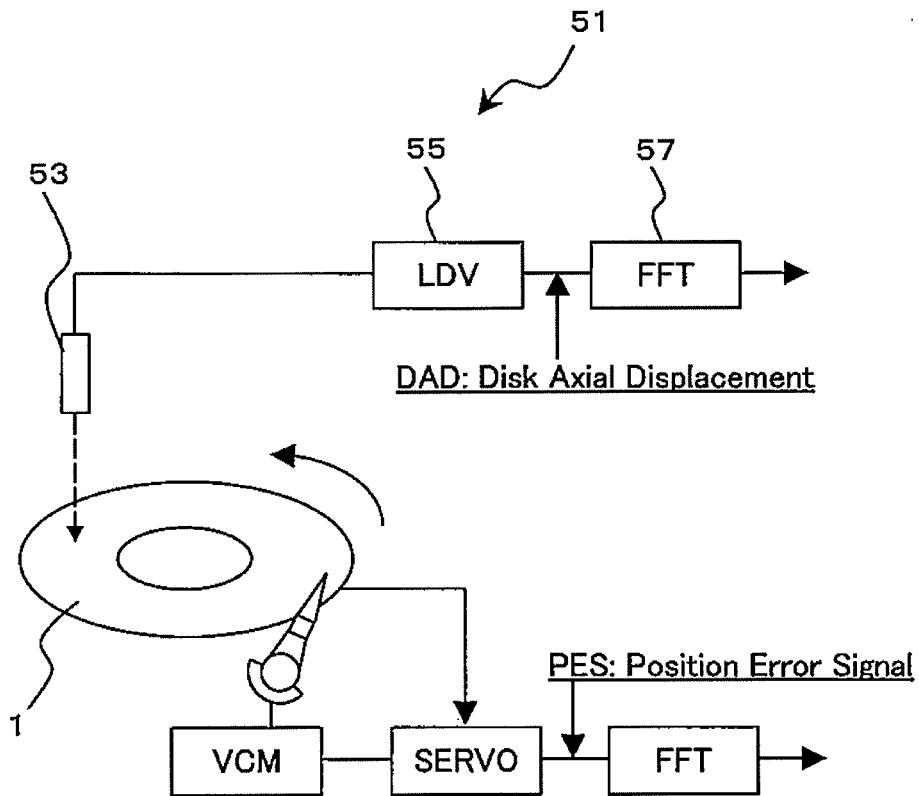 51
55
57
53
LDV
FFT
DAD: Disk Axial Displacement
PES: Position Error Signal
1
VCM
SERVO
FFT